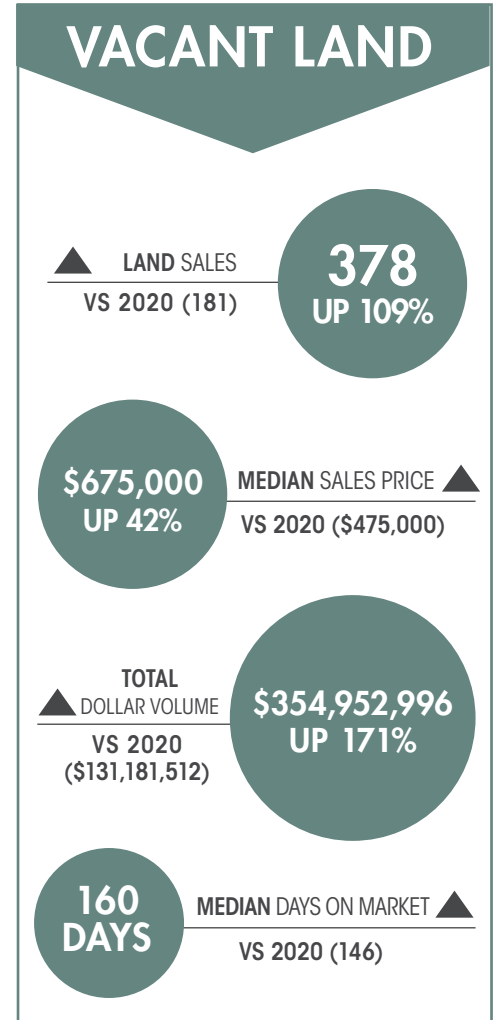 VACANT LAND
LAND SALES
VS 2020 (181)
378
UP 109%
$675,000
UP 42%
MEDIAN SALES PRICE
VS 2020 ($475,000)
TOTAL
DOLLAR VOLUME
VS 2020
($131,181,512)
$354,952,996
UP 171%
160
DAYS
MEDIAN DAYS ON MARKET
VS 2020 (146)